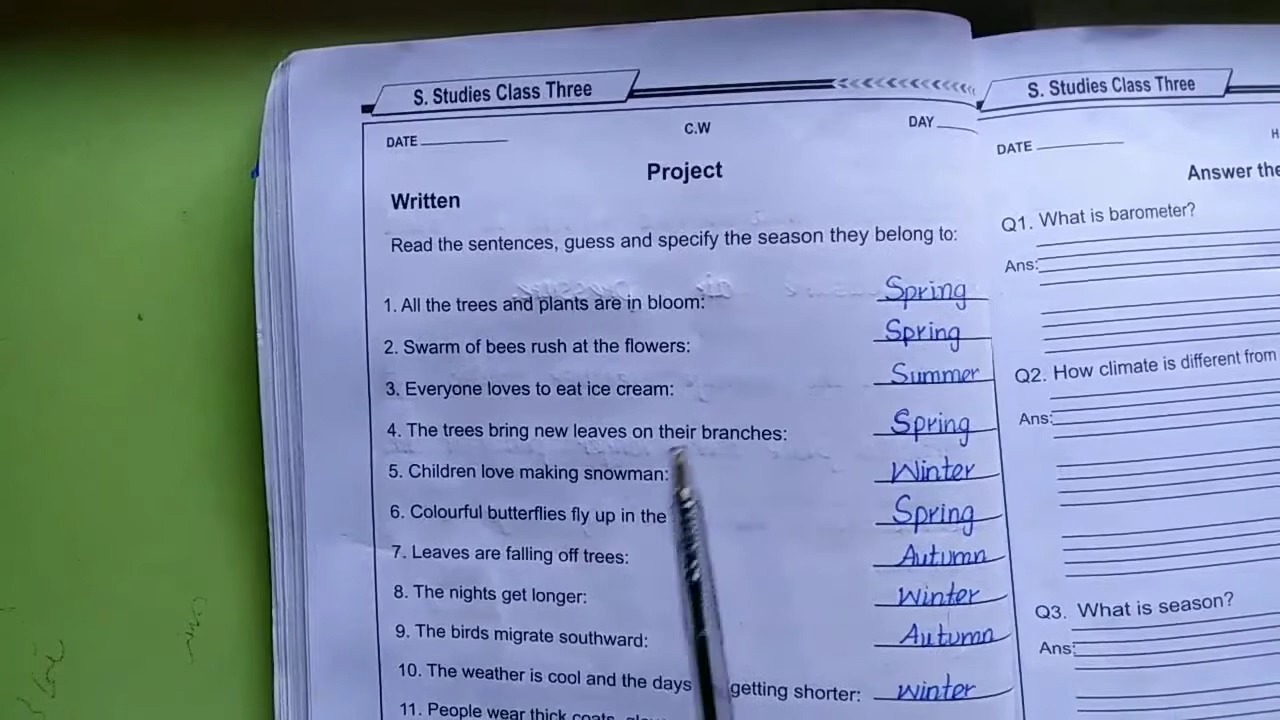 S. Studies Class Three
DATE C.W DAY
Project
Written
Read the sentences, guess and specify the season they belong to:
1. All the trees and plants are in bloom: Spring
2. Swarm of bees rush at the flowers: Spring
3. Everyone loves to eat ice cream: Summer
4. The trees bring new leaves on their branches: Spring
5. Children love making snowman: Winter
6. Colourful butterflies fly up in the Spring
7. Leaves are falling off trees: Autumn
8. The nights get longer: Winter
9. The birds migrate southward: Autumn
10. The weather is cool and the days getting shorter: Winter
11. People wear thick coats,
S. Studies Class Three
DATE
Answer the
Q1. What is barometer?
Ans:
Q2. How climate is different from
Ans:
Q3. What is season?
Ans: